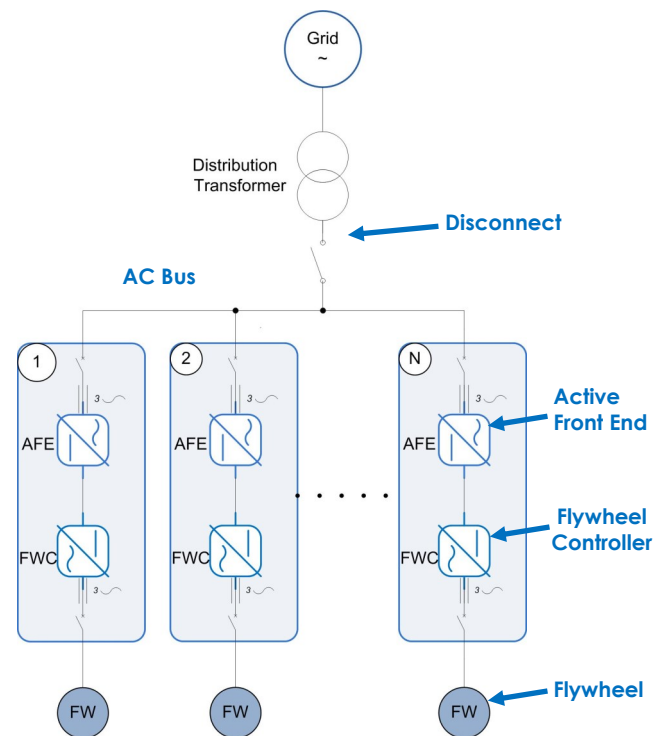 Grid
~
Distribution
Transformer
Disconnect
AC Bus
1
2
N
3
3
3
Active
Front End
AFE
AFE
AFE
Flywheel
Controller
FWC
FWC
FWC
3
3
3
Flywheel
FW
FW
FW